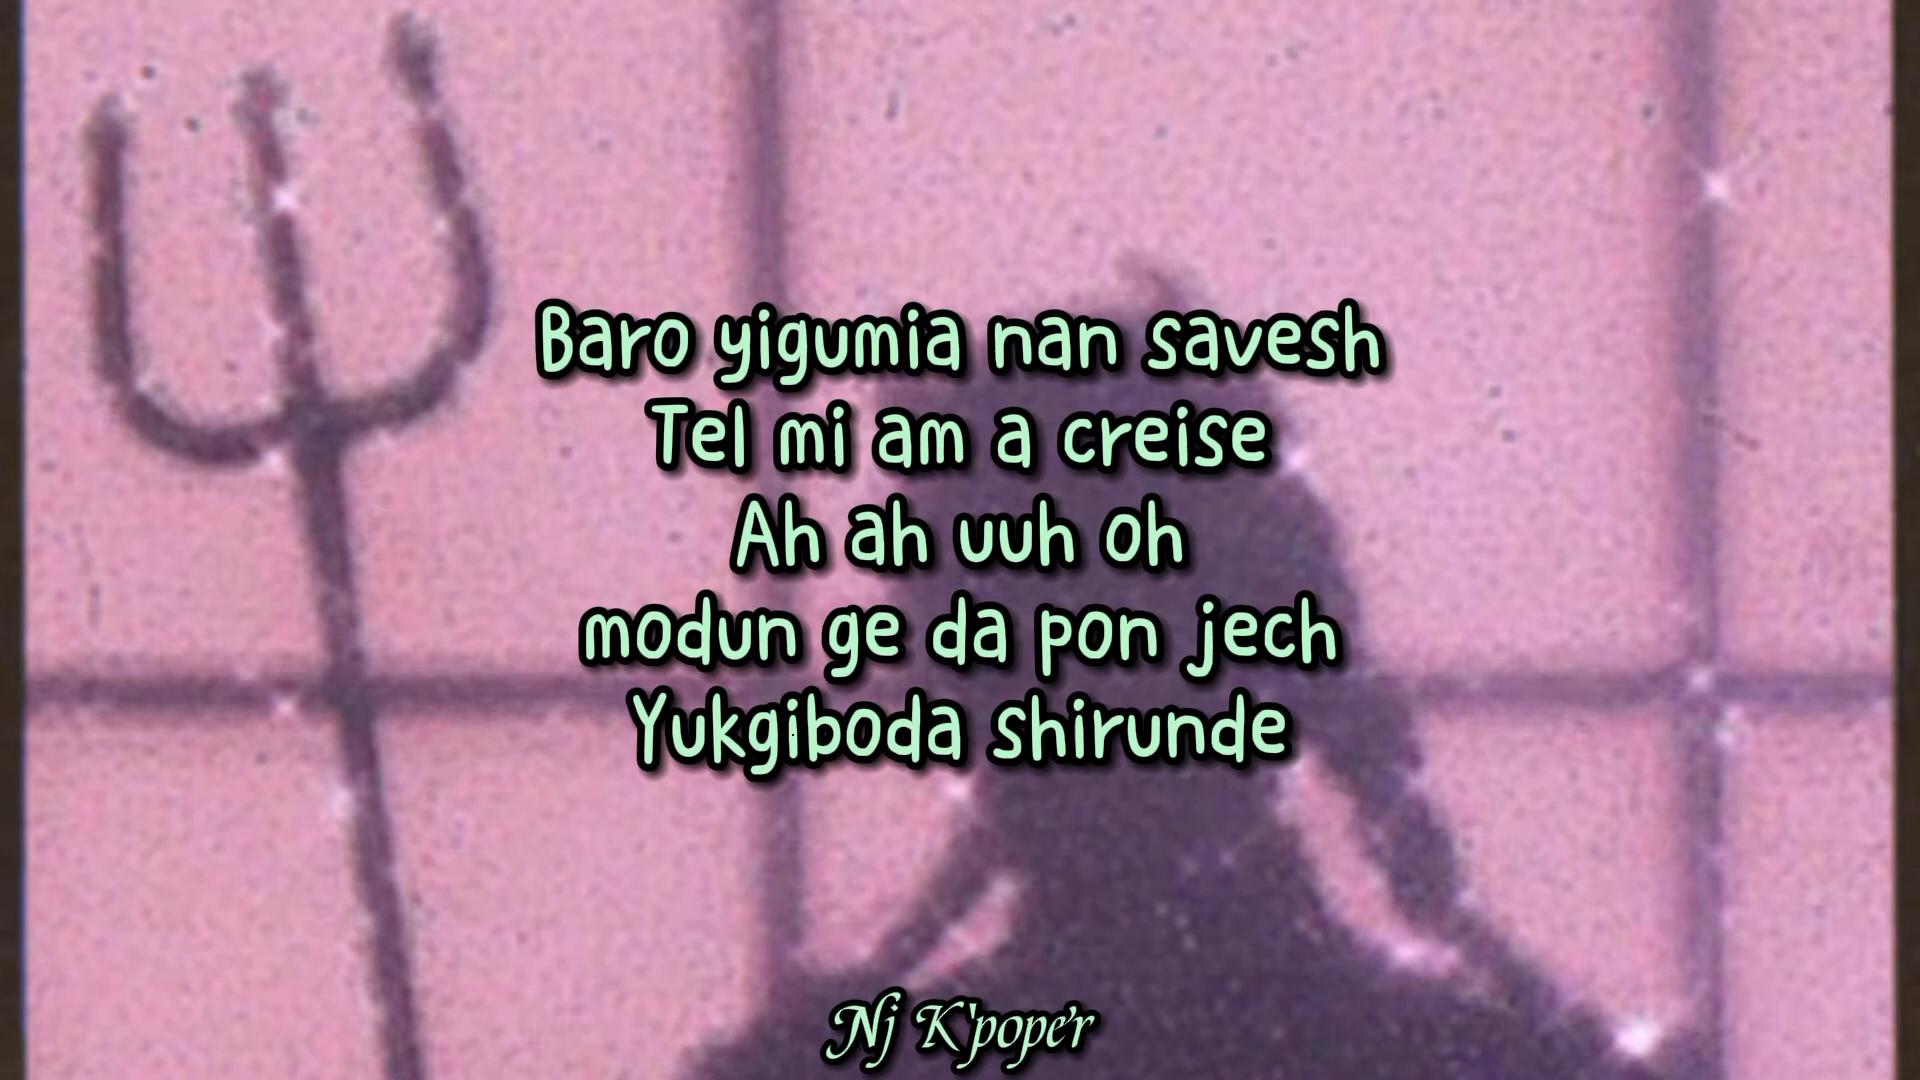 Baro yigumia nan savesh
Tel mi am a creise
Ah ah uuh oh
modun ge da pon jech
Yukgiboda shirunde
Nj K'pope'r